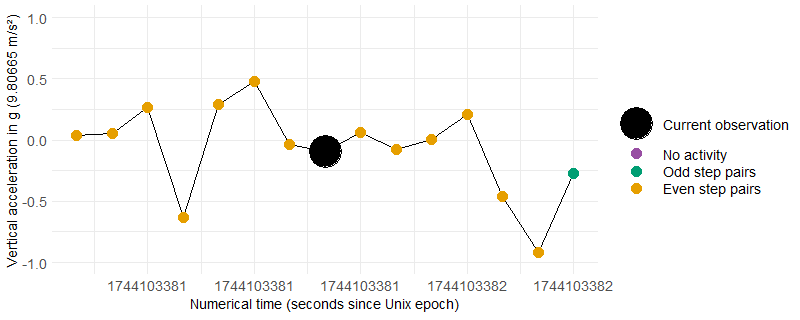 Vertical acceleration in g (9.80665 m/s²)
1.0
0.5
0.0
-0.5
-1.0
1744103381 1744103381 1744103381 1744103382 1744103382
Numerical time (seconds since Unix epoch)
Current observation
No activity
Odd step pairs
Even step pairs